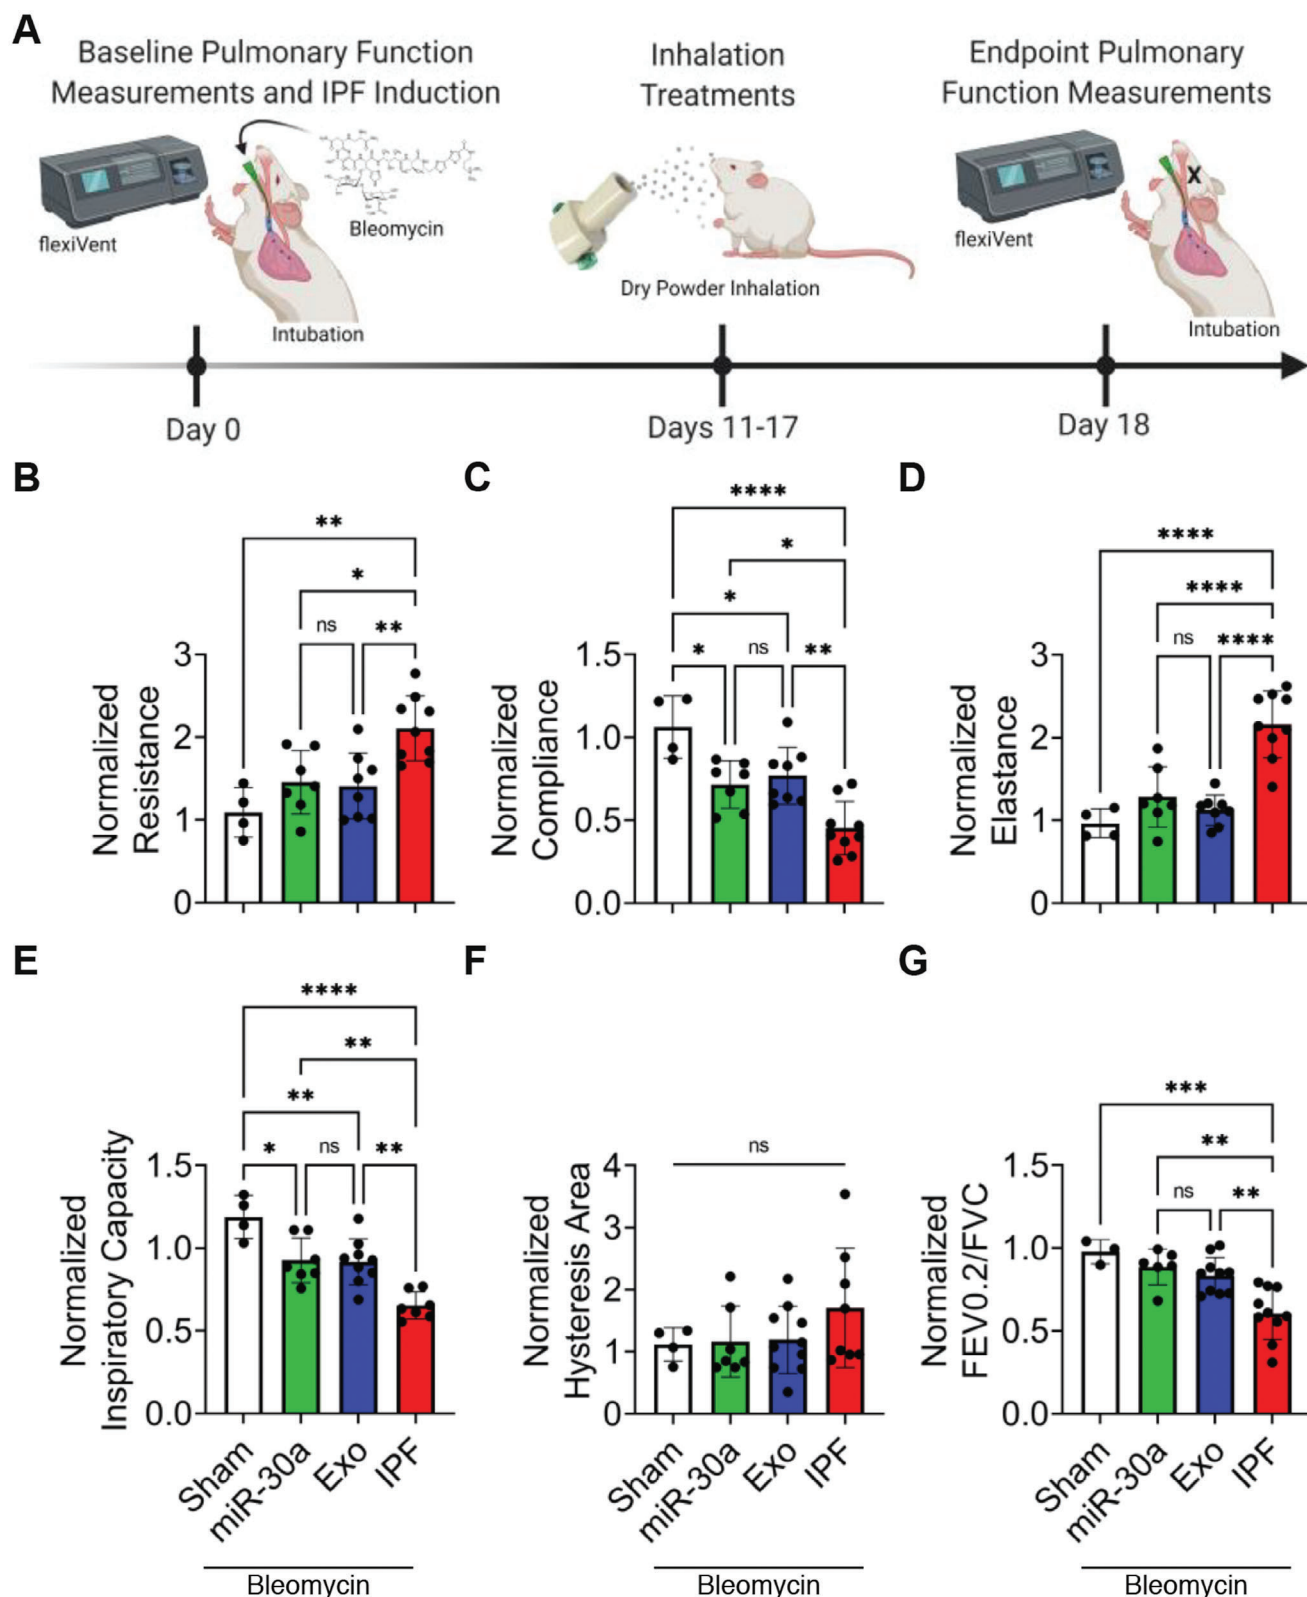 A
Baseline Pulmonary Function
Measurements and IPF Induction
Inhalation
Treatments
Endpoint Pulmonary
Function Measurements
flexiVent
Bleomycin
Intubation
Dry Powder Inhalation
X
flexiVent
Intubation
Day 0
Days 11-17
Day 18
B
Normalized
Resistance
3
2
1
0
**
*
ns
**
C
Normalized
Compliance
1.5
1.0
0.5
0.0
****
*
*
*
ns
**
D
Normalized
Elastance
3
2
1
0
****
****
ns
****
E
Normalized
Inspiratory Capacity
1.5
1.0
0.5
0.0
****
**
**
*
ns
**
Sham
miR-30a
Exo
IPF
Bleomycin
F
Normalized
Hysteresis Area
4
3
2
1
0
ns
Sham
miR-30a
Exo
IPF
Bleomycin
G
Normalized
FEV0.2/FVC
1.5
1.0
0.5
0.0
***
**
ns
**
Sham
miR-30a
Exo
IPF
Bleomycin